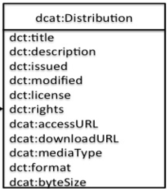 dcat:Distribution
dct:title
dct:description
dct:issued
dct:modified
dct:license
dct:rights
dcat:accessURL
dcat:downloadURL
dcat:mediaType
dct:format
dcat:byteSize